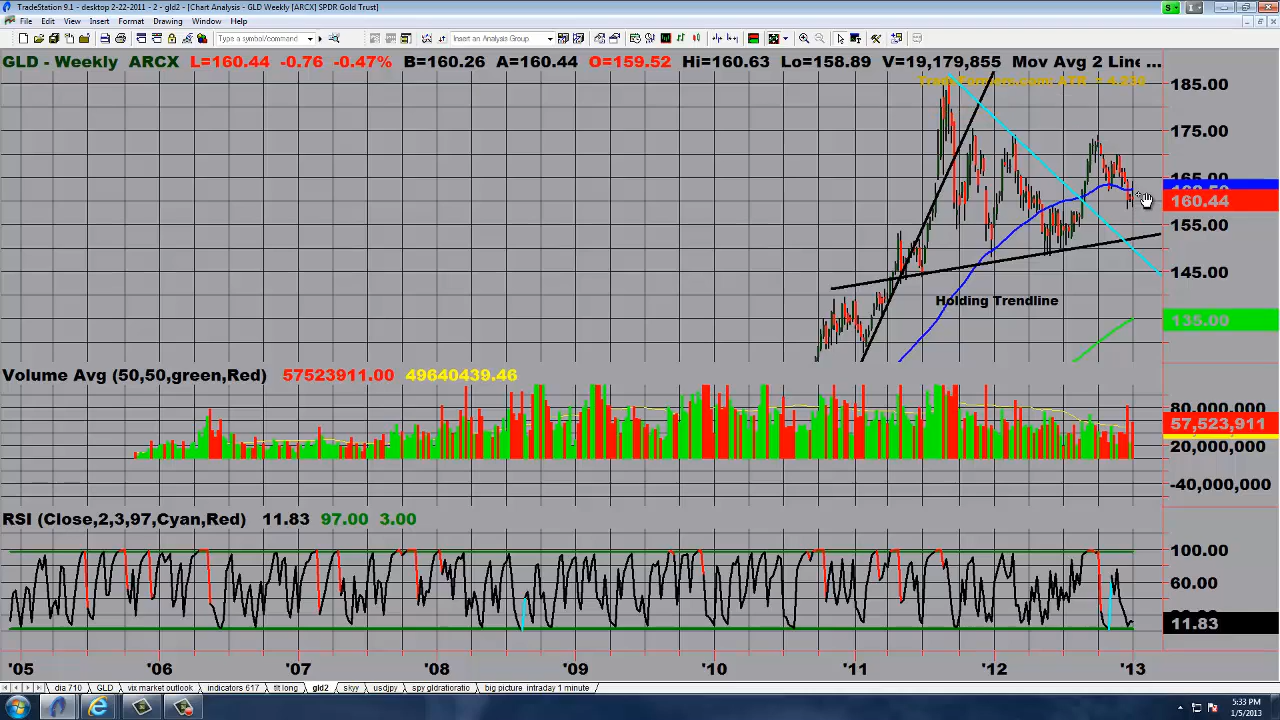 TradeStation 9.1 - desktop 2-22-2011 - 2 - gld2 - [Chart Analysis - GLD Weekly [ARCX] SPDR Gold Trust]
File Edit View Insert Format Drawing Window Help
Type a symbol/command Insert an Analysis Group
GLD - Weekly ARCX L=160.44 -0.76 -0.47% B=160.26 A=160.44 O=159.52 Hi=160.63 Lo=158.89 V=19,179,855 Mov Avg 2 Line ...
185.00
175.00
165.00
160.44
155.00
145.00
Holding Trendline
135.00
Volume Avg (50,50,green,Red) 57523911.00 49640439.46
80,000,000
57,523,911
20,000,000
-40,000,000
RSI (Close,2,3,97,Cyan,Red) 11.83 97.00 3.00
100.00
60.00
11.83
'05 '06 '07 '08 '09 '10 '11 '12 '13
dia 710 GLD vix market outlook indicators 617 tlt long gld2 skyy usdjpy spy gldratioratio big picture intraday 1 minute
5:33 PM
1/5/2013